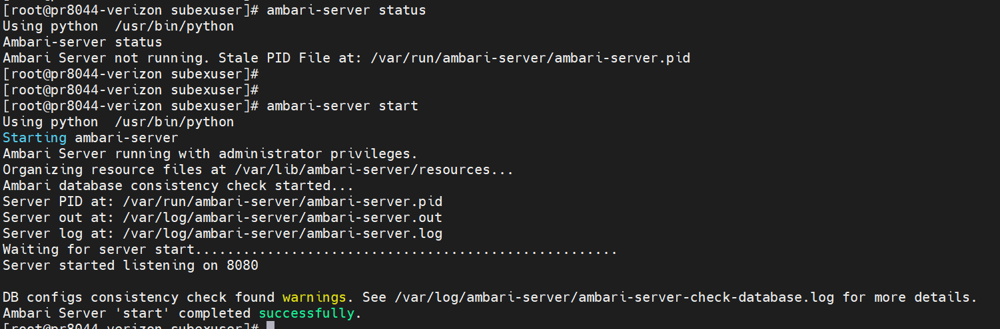 [root@pr8044-verizon subexuser]# ambari-server status
Using python  /usr/bin/python
Ambari-server status
Ambari Server not running. Stale PID File at: /var/run/ambari-server/ambari-server.pid
[root@pr8044-verizon subexuser]#
[root@pr8044-verizon subexuser]#
[root@pr8044-verizon subexuser]# ambari-server start
Using python  /usr/bin/python
Starting ambari-server
Ambari Server running with administrator privileges.
Organizing resource files at /var/lib/ambari-server/resources...
Ambari database consistency check started...
Server PID at: /var/run/ambari-server/ambari-server.pid
Server out at: /var/log/ambari-server/ambari-server.out
Server log at: /var/log/ambari-server/ambari-server.log
Waiting for server start.....................................................
Server started listening on 8080

DB configs consistency check found warnings. See /var/log/ambari-server/ambari-server-check-database.log for more details.
Ambari Server 'start' completed successfully.
[root@pr8044-verizon subexuser]#